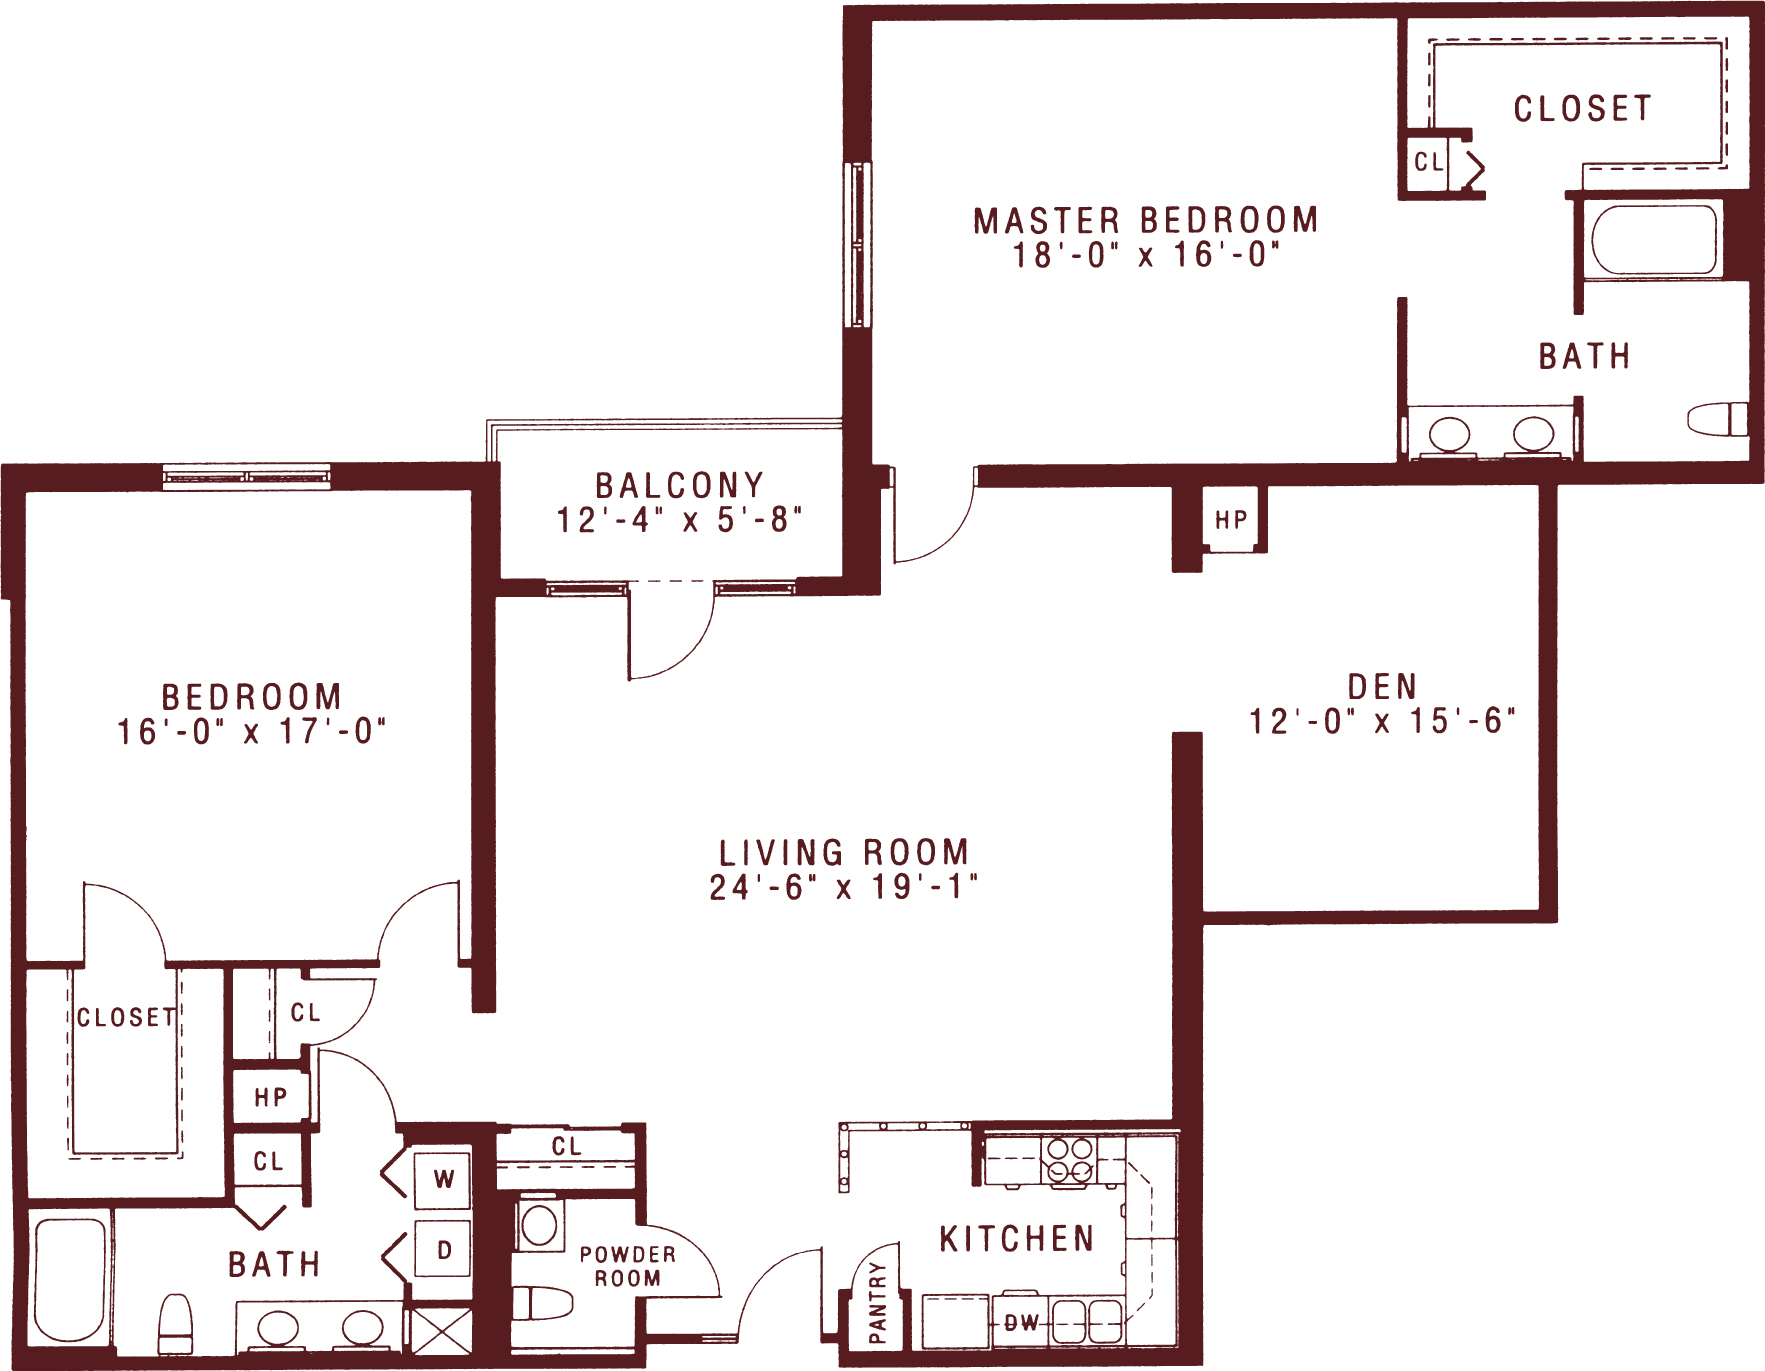 CLOSET
CL
MASTER BEDROOM
18'-0" x 16'-0"
BATH
BALCONY
12'-4" x 5'-8"
HP
BEDROOM
16'-0" x 17'-0"
DEN
12'-0" x 15'-6"
LIVING ROOM
24'-6" x 19'-1"
CLOSET
CL
HP
CL
CL
W
D
BATH
POWDER
ROOM
KITCHEN
PANTRY
DW